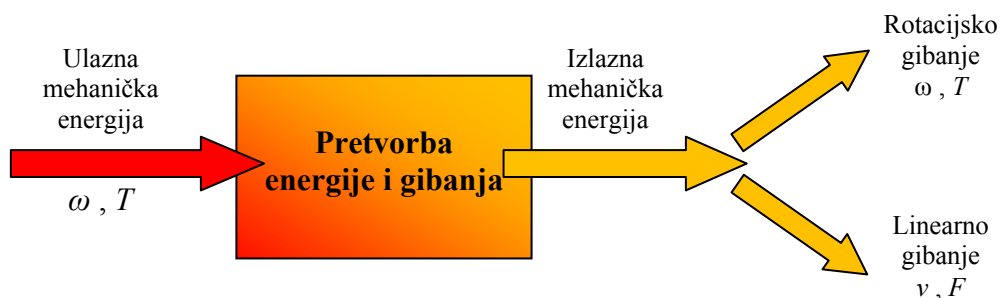 Ulazna
mehanička
energija
ω , T
Pretvorba
energije i gibanja
Izlazna
mehanička
energija
Rotacijsko
gibanje
ω , T
Linearno
gibanje
v , F